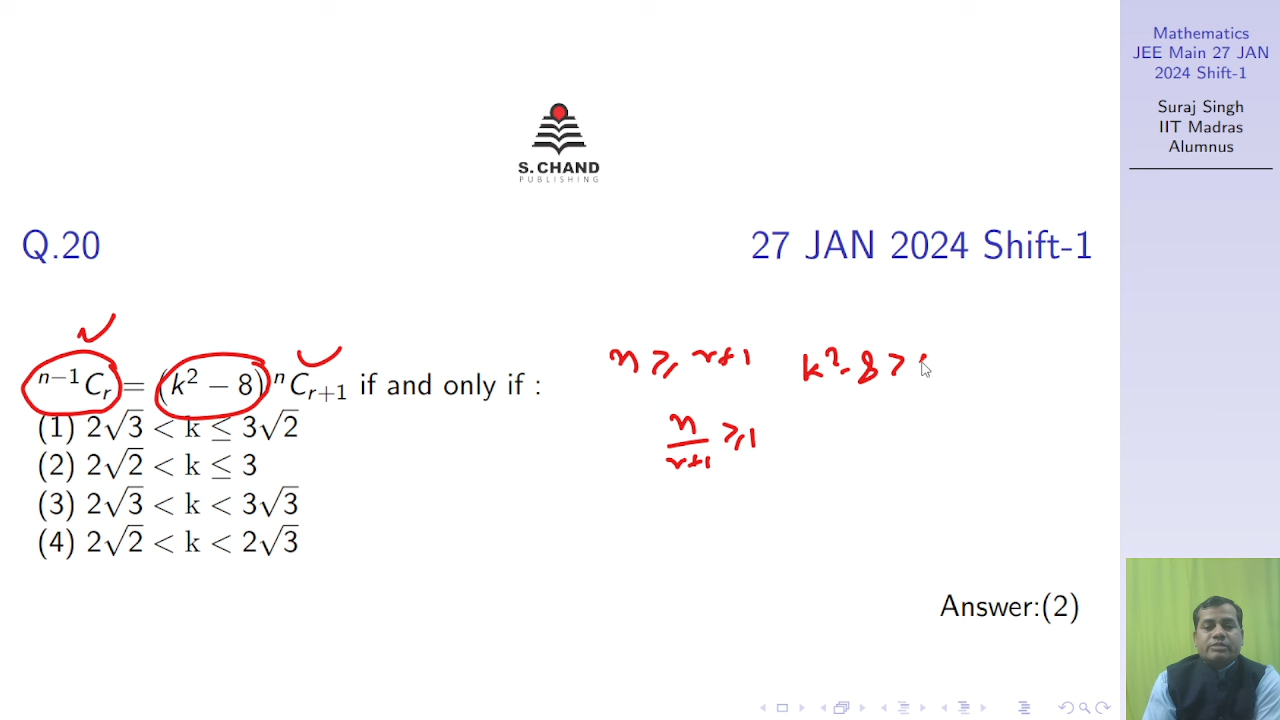 Mathematics
JEE Main 27 JAN
2024 Shift-1
Suraj Singh
IIT Madras
Alumnus
S. CHAND
PUBLISHING
Q.20
27 JAN 2024 Shift-1
ⁿ⁻¹Cᵣ = (k² − 8) ⁿCᵣ₊₁ if and only if :
(1) 2√3 < k ≤ 3√2
(2) 2√2 < k ≤ 3
(3) 2√3 < k < 3√3
(4) 2√2 < k < 2√3
n ≥ r+1 k² - 8 >
n/r+1 ≥ 1
Answer:(2)